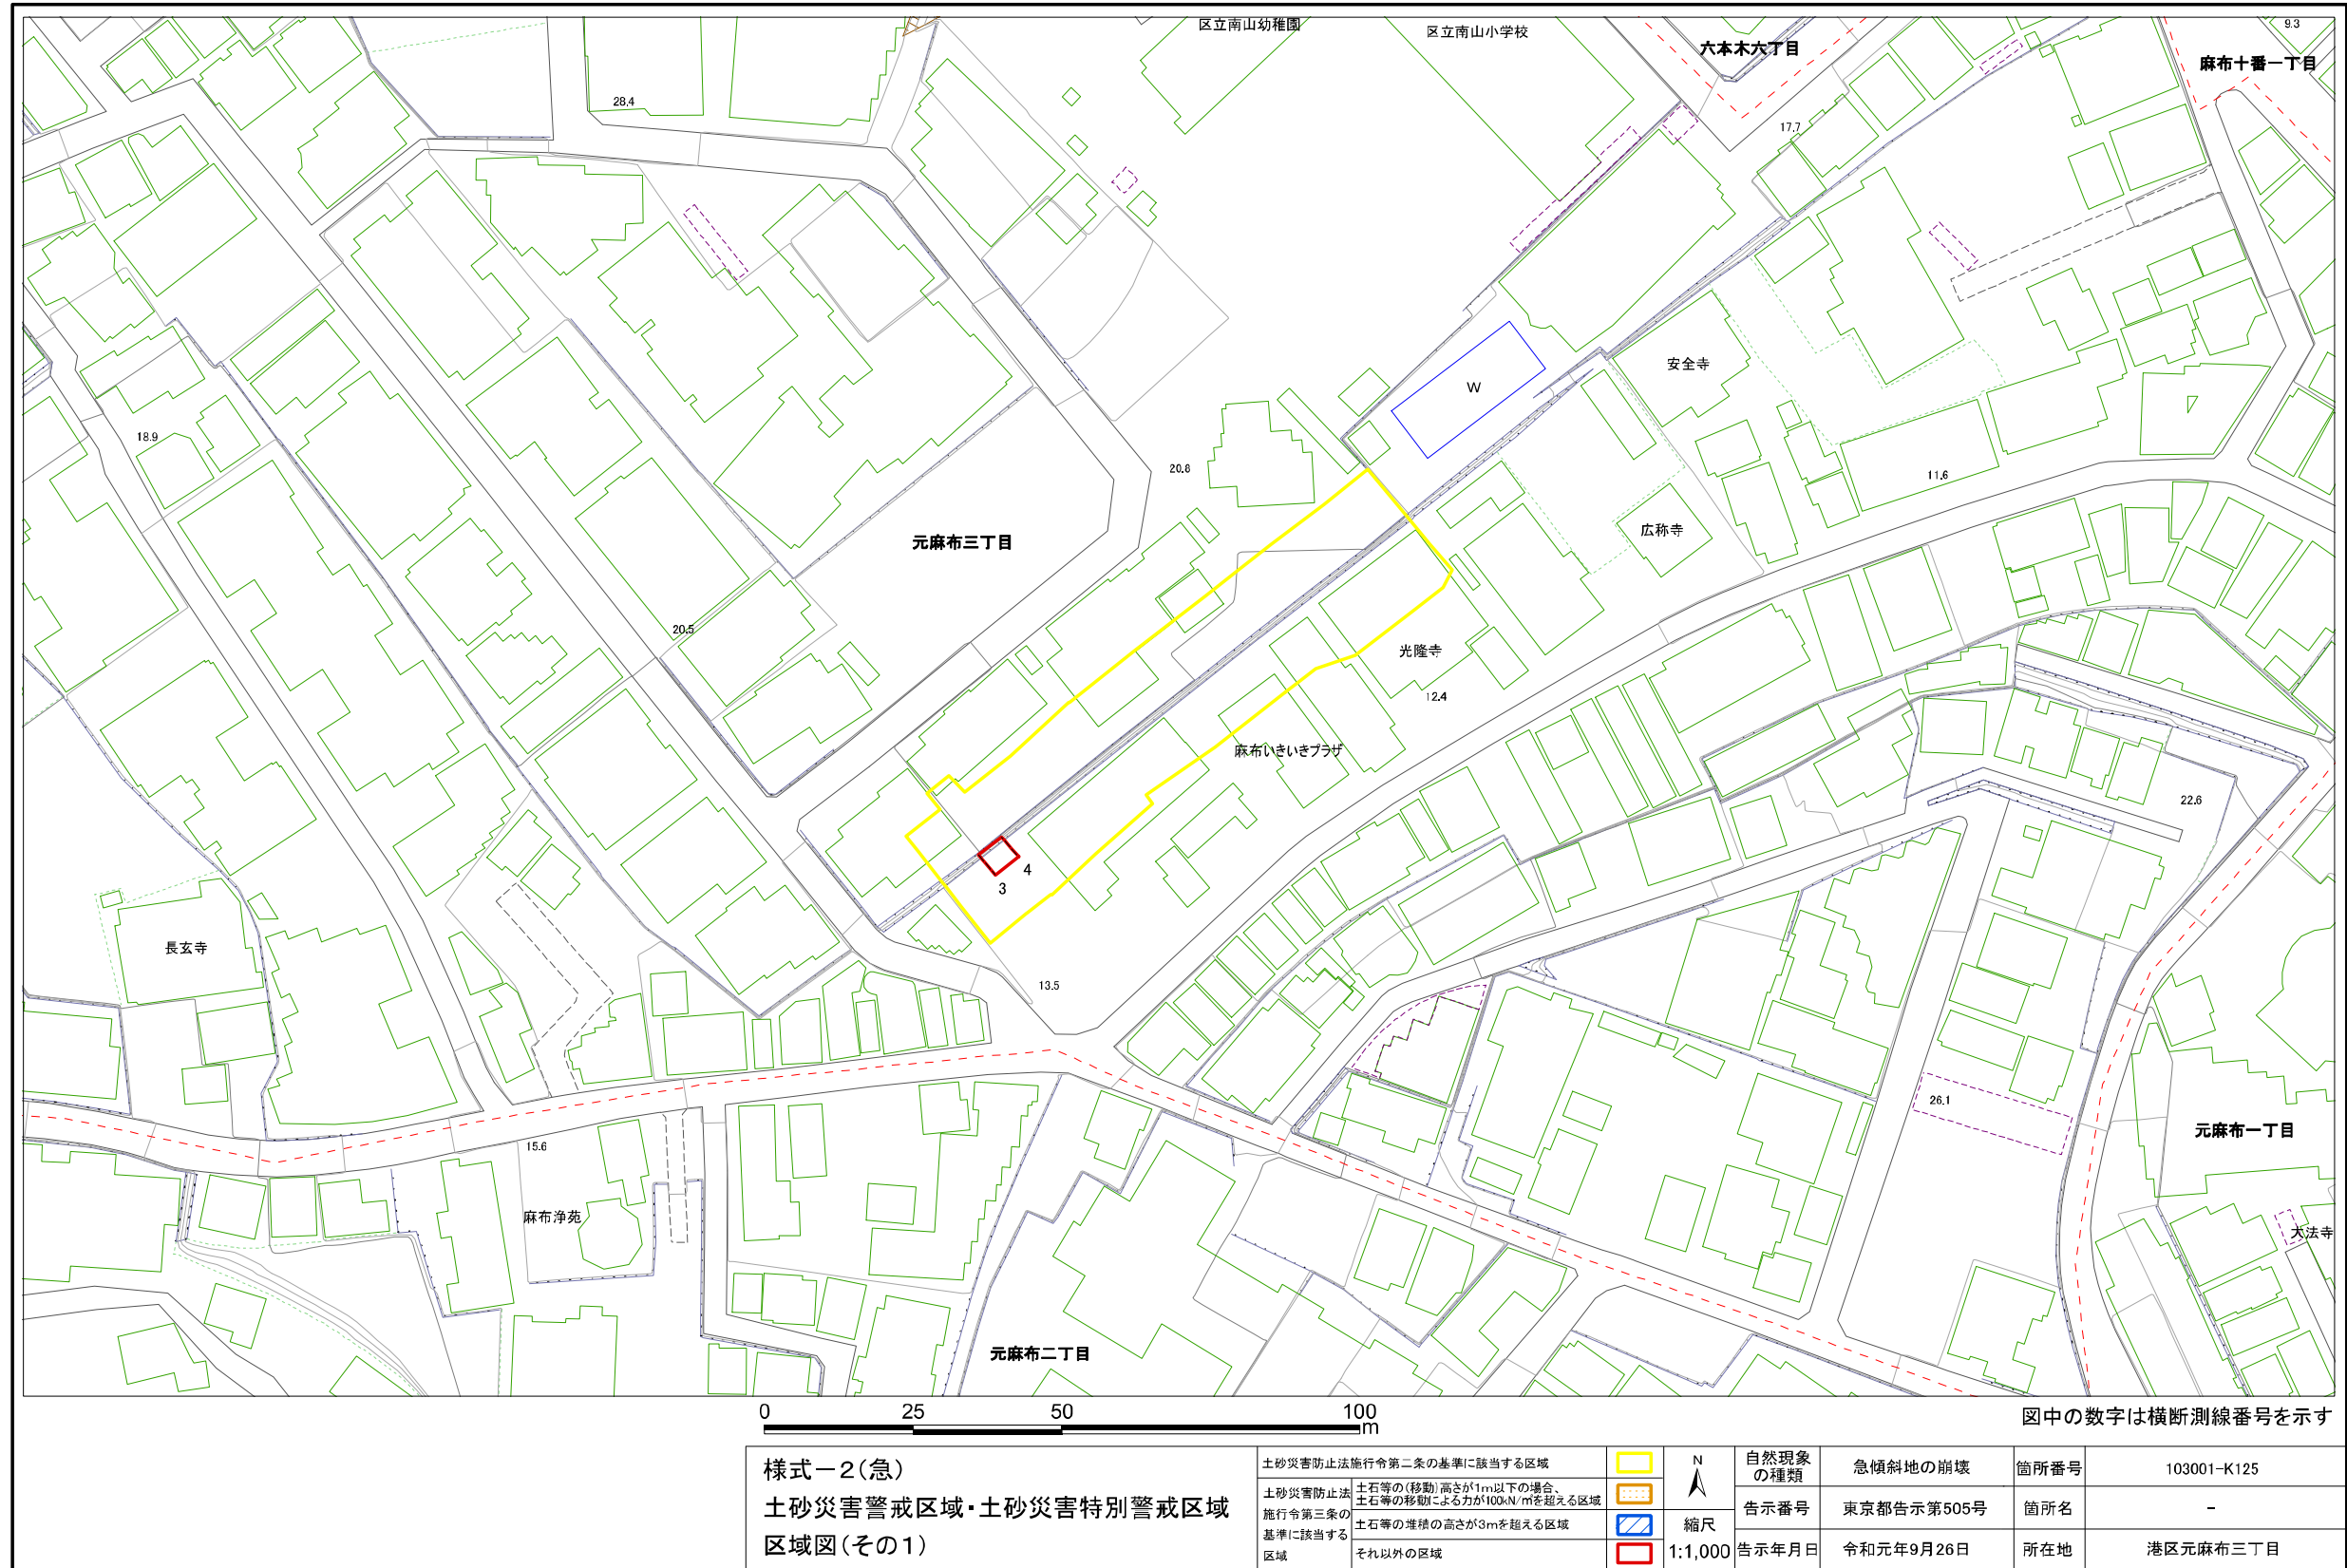 区立南山幼稚園
区立南山小学校
六本木六丁目
麻布十番一丁目
9.3
28.4
17.7
安全寺
W
18.9
20.8
11.6
元麻布三丁目
広称寺
20.5
光隆寺
12.4
麻布いきいきプラザ
22.6
4
3
長玄寺
13.5
26.1
元麻布一丁目
15.6
麻布浄苑
大法寺
元麻布二丁目
0 25 50 100
m
図中の数字は横断測線番号を示す
様式－2(急)
土砂災害警戒区域・土砂災害特別警戒区域
区域図(その1)
土砂災害防止法施行令第二条の基準に該当する区域
土砂災害防止法
施行令第三条の
基準に該当する
区域
土石等の(移動)高さが1m以下の場合、
土石等の移動による力が100kN/㎡を超える区域
土石等の堆積の高さが3mを超える区域
それ以外の区域
N
縮尺
1:1,000
自然現象
の種類
急傾斜地の崩壊
箇所番号
103001-K125
告示番号
東京都告示第505号
箇所名
-
告示年月日
令和元年9月26日
所在地
港区元麻布三丁目